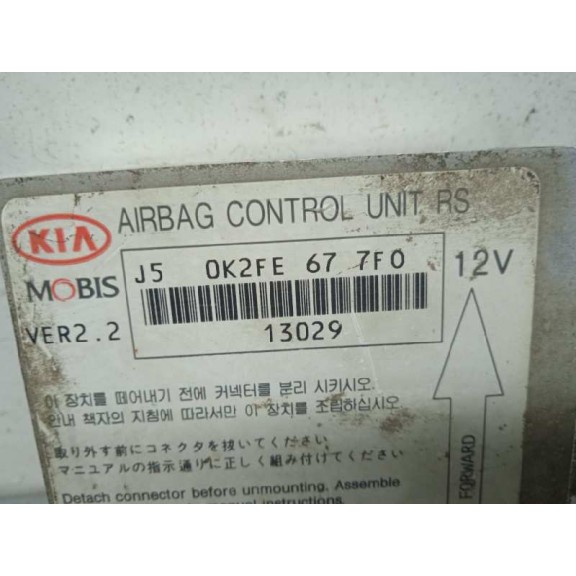 KIA AIRBAG CONTROL UNIT RS
MOBIS
J5 0K2FE 67 7F0
12V
VER2.2
13029
이 장치를 떼어내기 전에 커넥터를 분리 시키시오.
안내 책자의 지침에 따라서만 이 장치를 조립하십시오.
取り外す前にコネクタを抜いてください
マニュアルの指示通りに正しく組み付けてください
FORWARD
Detach connector before unmounting. Assemble
manual instructions.